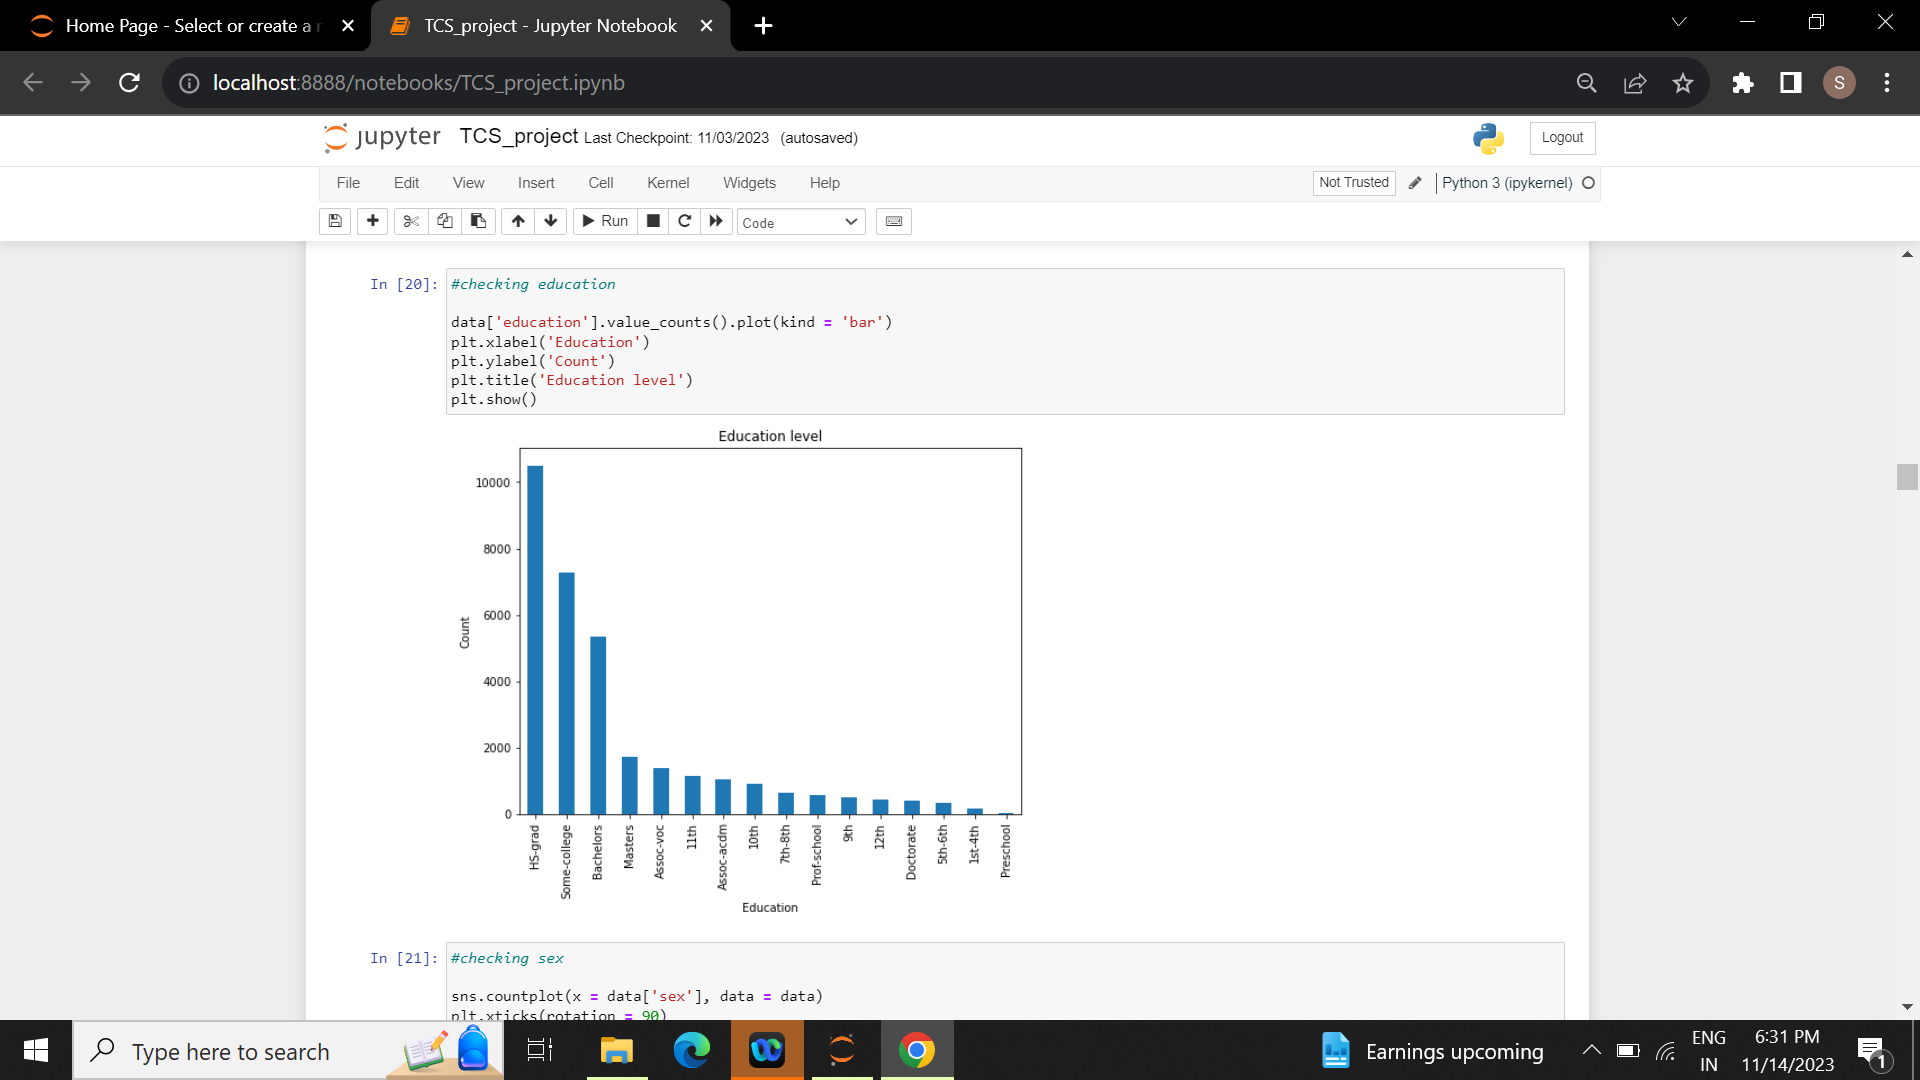 Home Page - Select or create a n
TCS_project - Jupyter Notebook
localhost:8888/notebooks/TCS_project.ipynb
S
jupyter TCS_project Last Checkpoint: 11/03/2023 (autosaved)
Logout
File Edit View Insert Cell Kernel Widgets Help
Not Trusted
Python 3 (ipykernel)
Run
Code
In [20]: #checking education
data['education'].value_counts().plot(kind = 'bar')
plt.xlabel('Education')
plt.ylabel('Count')
plt.title('Education level')
plt.show()
Education level
10000
8000
6000
4000
2000
0
Count
HS-grad
Some-college
Bachelors
Masters
Assoc-voc
11th
Assoc-acdm
10th
7th-8th
Prof-school
9th
12th
Doctorate
5th-6th
1st-4th
Preschool
Education
In [21]: #checking sex
sns.countplot(x = data['sex'], data = data)
plt.xticks(rotation = 90)
Type here to search
Earnings upcoming
ENG
IN
6:31 PM
11/14/2023
1